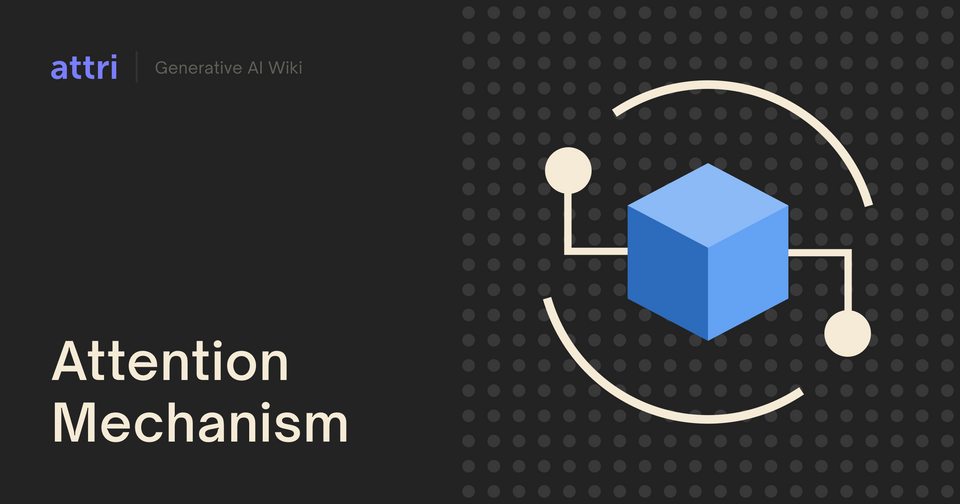 attri
Generative AI Wiki
Attention
Mechanism